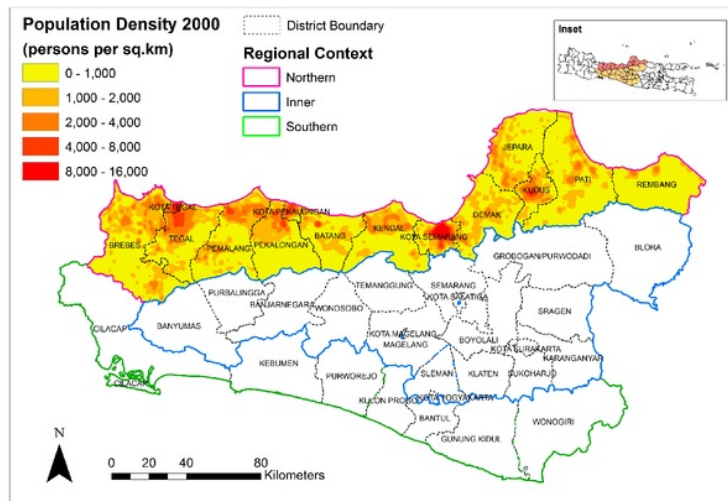 Population Density 2000
(persons per sq.km)
0 - 1,000
1,000 - 2,000
2,000 - 4,000
4,000 - 8,000
8,000 - 16,000
District Boundary
Regional Context
Northern
Inner
Southern
Inset
JEPARA
PATI
KUDUS
REMBANG
KOTA TEGAL
KOTA PEKALONGAN
DEMAK
BREBES
TEGAL
PEMALANG
PEKALONGAN
BATANG
KENDAL
KOTA SEMARANG
BLORA
GROBOGAN/PURWODADI
TEMANGGUNG
SEMARANG
KOTA SALATIGA
PURBALINGGA
BANJARNEGARA
WONOSOBO
SRAGEN
CILACAP
BANYUMAS
KOTA MAGELANG
MAGELANG
BOYOLALI
KOTA SURAKARTA
KARANGANYAR
KEBUMEN
PURWOREJO
SLEMAN
KLATEN
SUKOHARJO
CILACAP
KULON PROGO
KOTA YOGYAKARTA
BANTUL
WONOGIRI
GUNUNG KIDUL
N
0 20 40 80
Kilometers